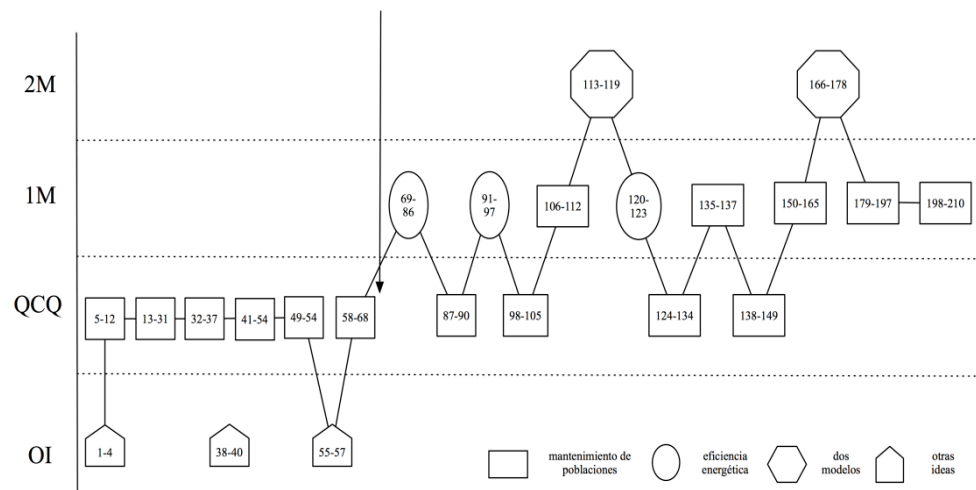 2M
113-119
166-178
1M
69-
86
91-
97
106-112
120-
123
135-137
150-165
179-197
198-210
QCQ
5-12
13-31
32-37
41-54
49-54
58-68
87-90
98-105
124-134
138-149
OI
1-4
38-40
55-57
mantenimiento de
poblaciones
eficiencia
energética
dos
modelos
otras
ideas